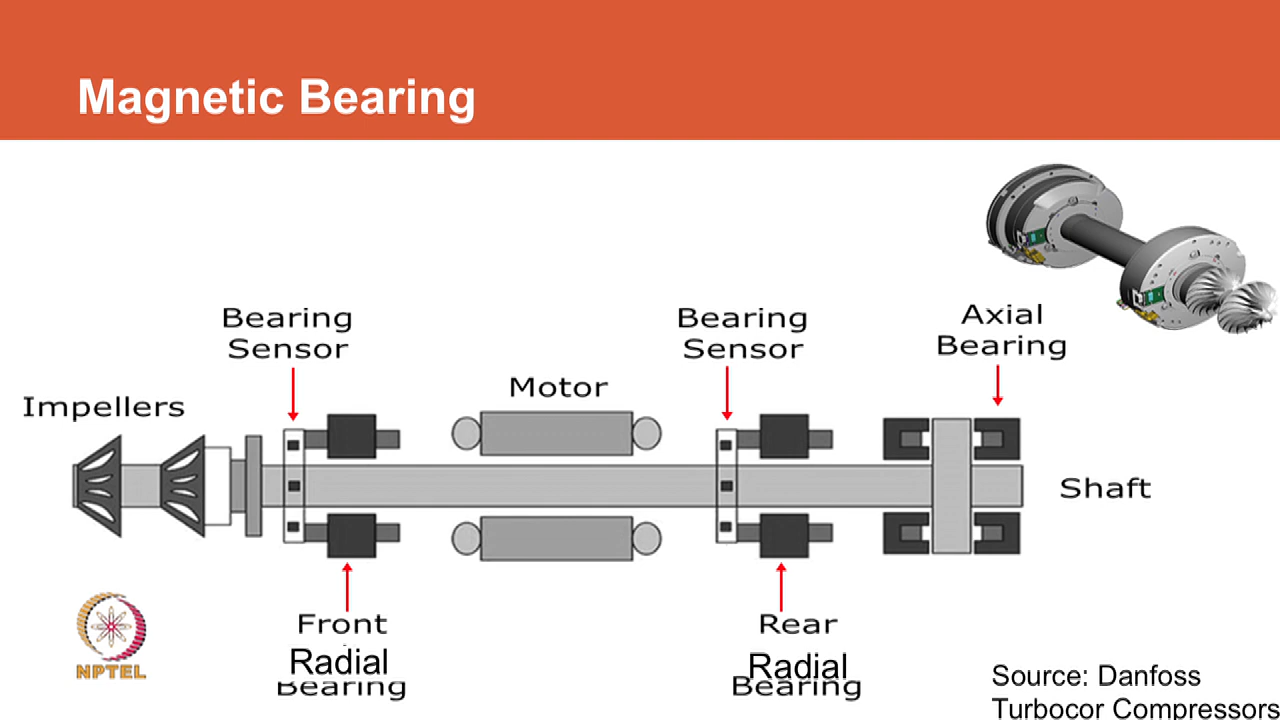 Magnetic Bearing
Bearing
Sensor
Bearing
Sensor
Axial
Bearing
Impellers
Motor
Shaft
Front
Radial
Bearing
Rear
Radial
Bearing
NPTEL
Source: Danfoss
Turbocor Compressors